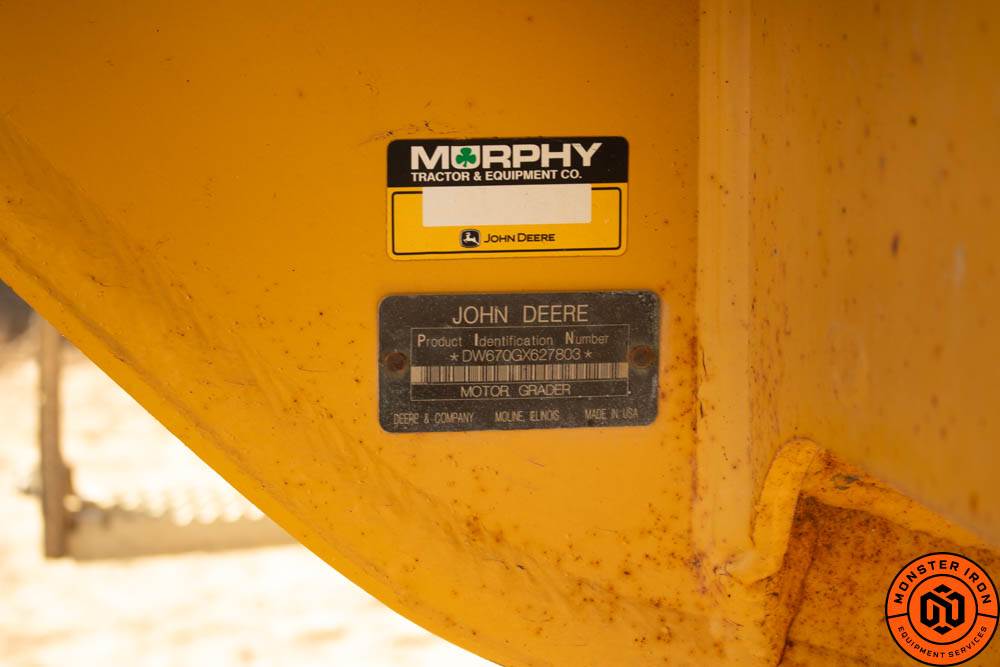 MURPHY
TRACTOR & EQUIPMENT CO.
JOHN DEERE
JOHN DEERE
Product Identification Number
*DW670GX627803*
MOTOR GRADER
DEERE & COMPANY MOLINE, ILLINOIS MADE IN USA
MONSTER IRON
EQUIPMENT SERVICES